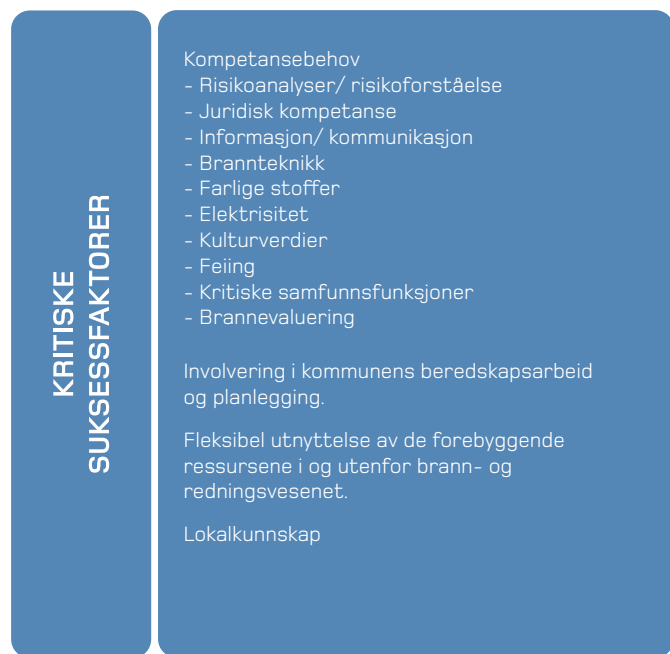 KRITISKE
SUKSESSFAKTORER
Kompetansebehov
- Risikoanalyser/ risikoforståelse
- Juridisk kompetanse
- Informasjon/ kommunikasjon
- Brannteknikk
- Farlige stoffer
- Elektrisitet
- Kulturverdier
- Feiing
- Kritiske samfunnsfunksjoner
- Brannevaluering
Involvering i kommunens beredskapsarbeid
og planlegging.
Fleksibel utnyttelse av de forebyggende
ressursene i og utenfor brann- og
redningsvesenet.
Lokalkunnskap